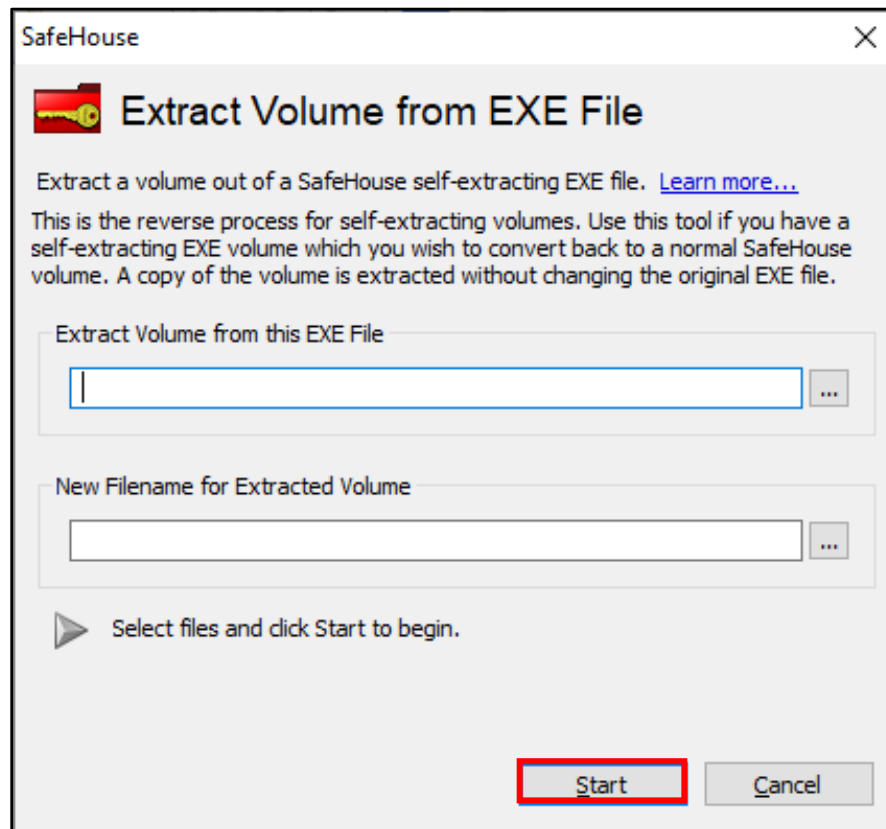 SafeHouse
Extract Volume from EXE File
Extract a volume out of a SafeHouse self-extracting EXE file. Learn more...
This is the reverse process for self-extracting volumes. Use this tool if you have a
self-extracting EXE volume which you wish to convert back to a normal SafeHouse
volume. A copy of the volume is extracted without changing the original EXE file.
Extract Volume from this EXE File
...
New Filename for Extracted Volume
...
Select files and click Start to begin.
Start Cancel